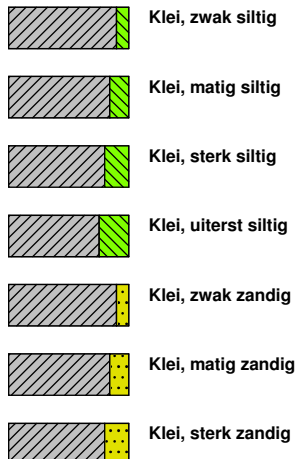 Klei, zwak siltig
Klei, matig siltig
Klei, sterk siltig
Klei, uiterst siltig
Klei, zwak zandig
Klei, matig zandig
Klei, sterk zandig